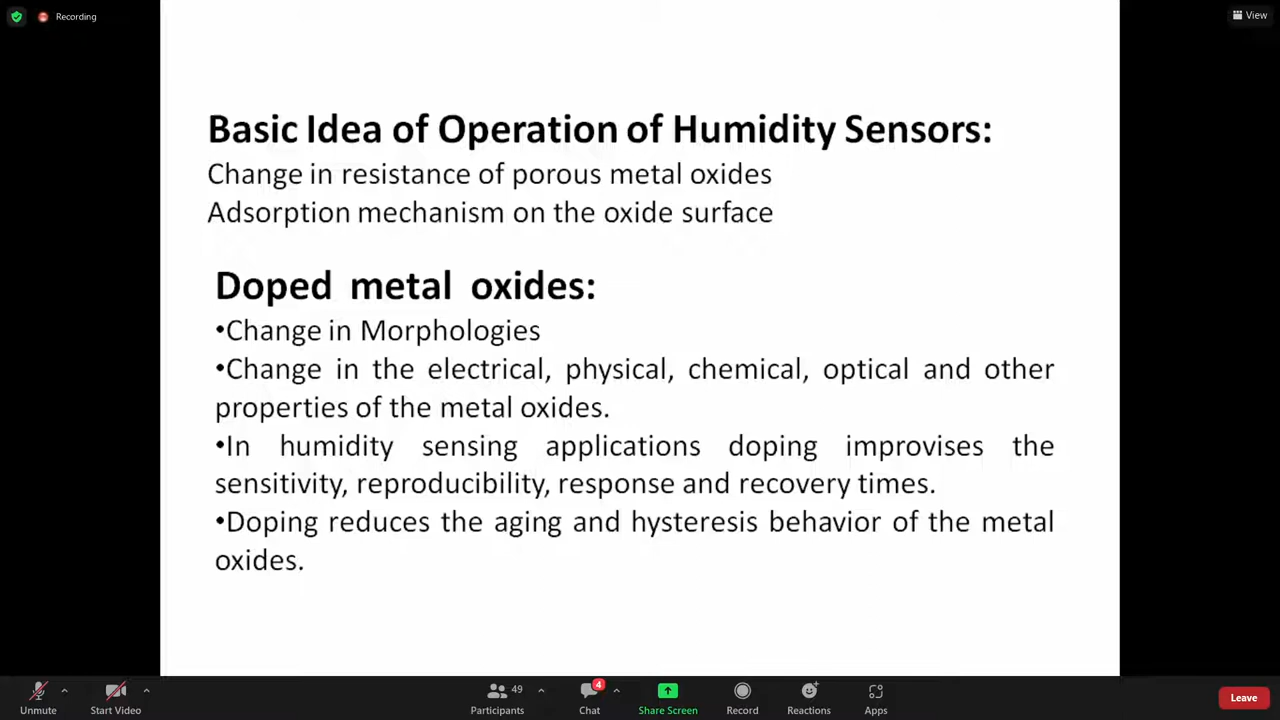 Recording
View
Basic Idea of Operation of Humidity Sensors:
Change in resistance of porous metal oxides
Adsorption mechanism on the oxide surface
Doped metal oxides:
•Change in Morphologies
•Change in the electrical, physical, chemical, optical and other
properties of the metal oxides.
•In humidity sensing applications doping improvises the
sensitivity, reproducibility, response and recovery times.
•Doping reduces the aging and hysteresis behavior of the metal
oxides.
49
4
Unmute
Start Video
Participants
Chat
Share Screen
Record
Reactions
Apps
Leave